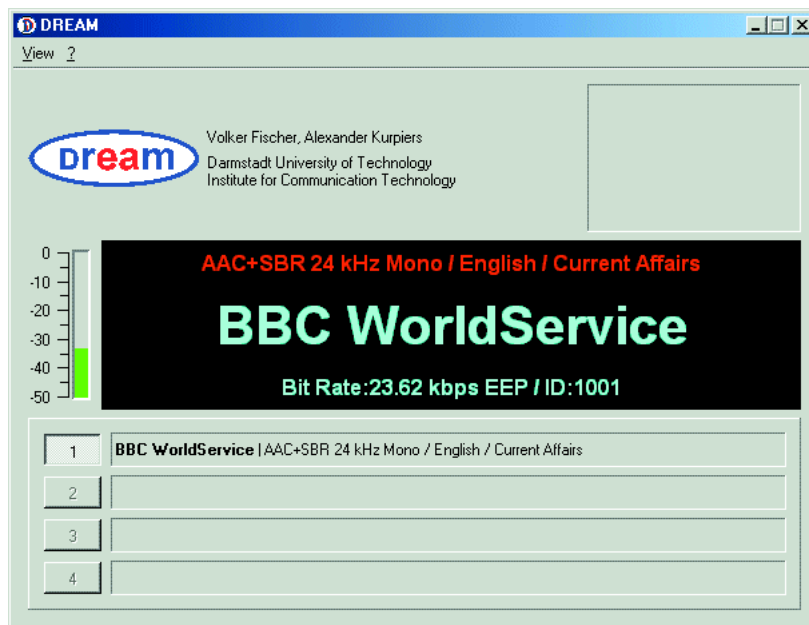 DREAM
View ?
Dream
Volker Fischer, Alexander Kurpiers
Darmstadt University of Technology
Institute for Communication Technology
0
-10
-20
-30
-40
-50
AAC+SBR 24 kHz Mono / English / Current Affairs
BBC WorldService
Bit Rate:23.62 kbps EEP / ID:1001
1 BBC WorldService | AAC+SBR 24 kHz Mono / English / Current Affairs
2
3
4